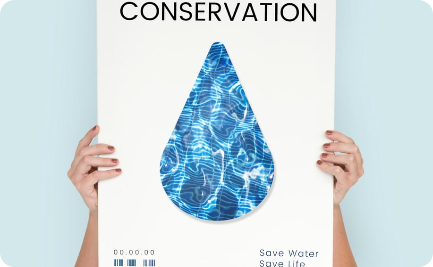 CONSERVATION
00.00.00
Save Water
Save Life